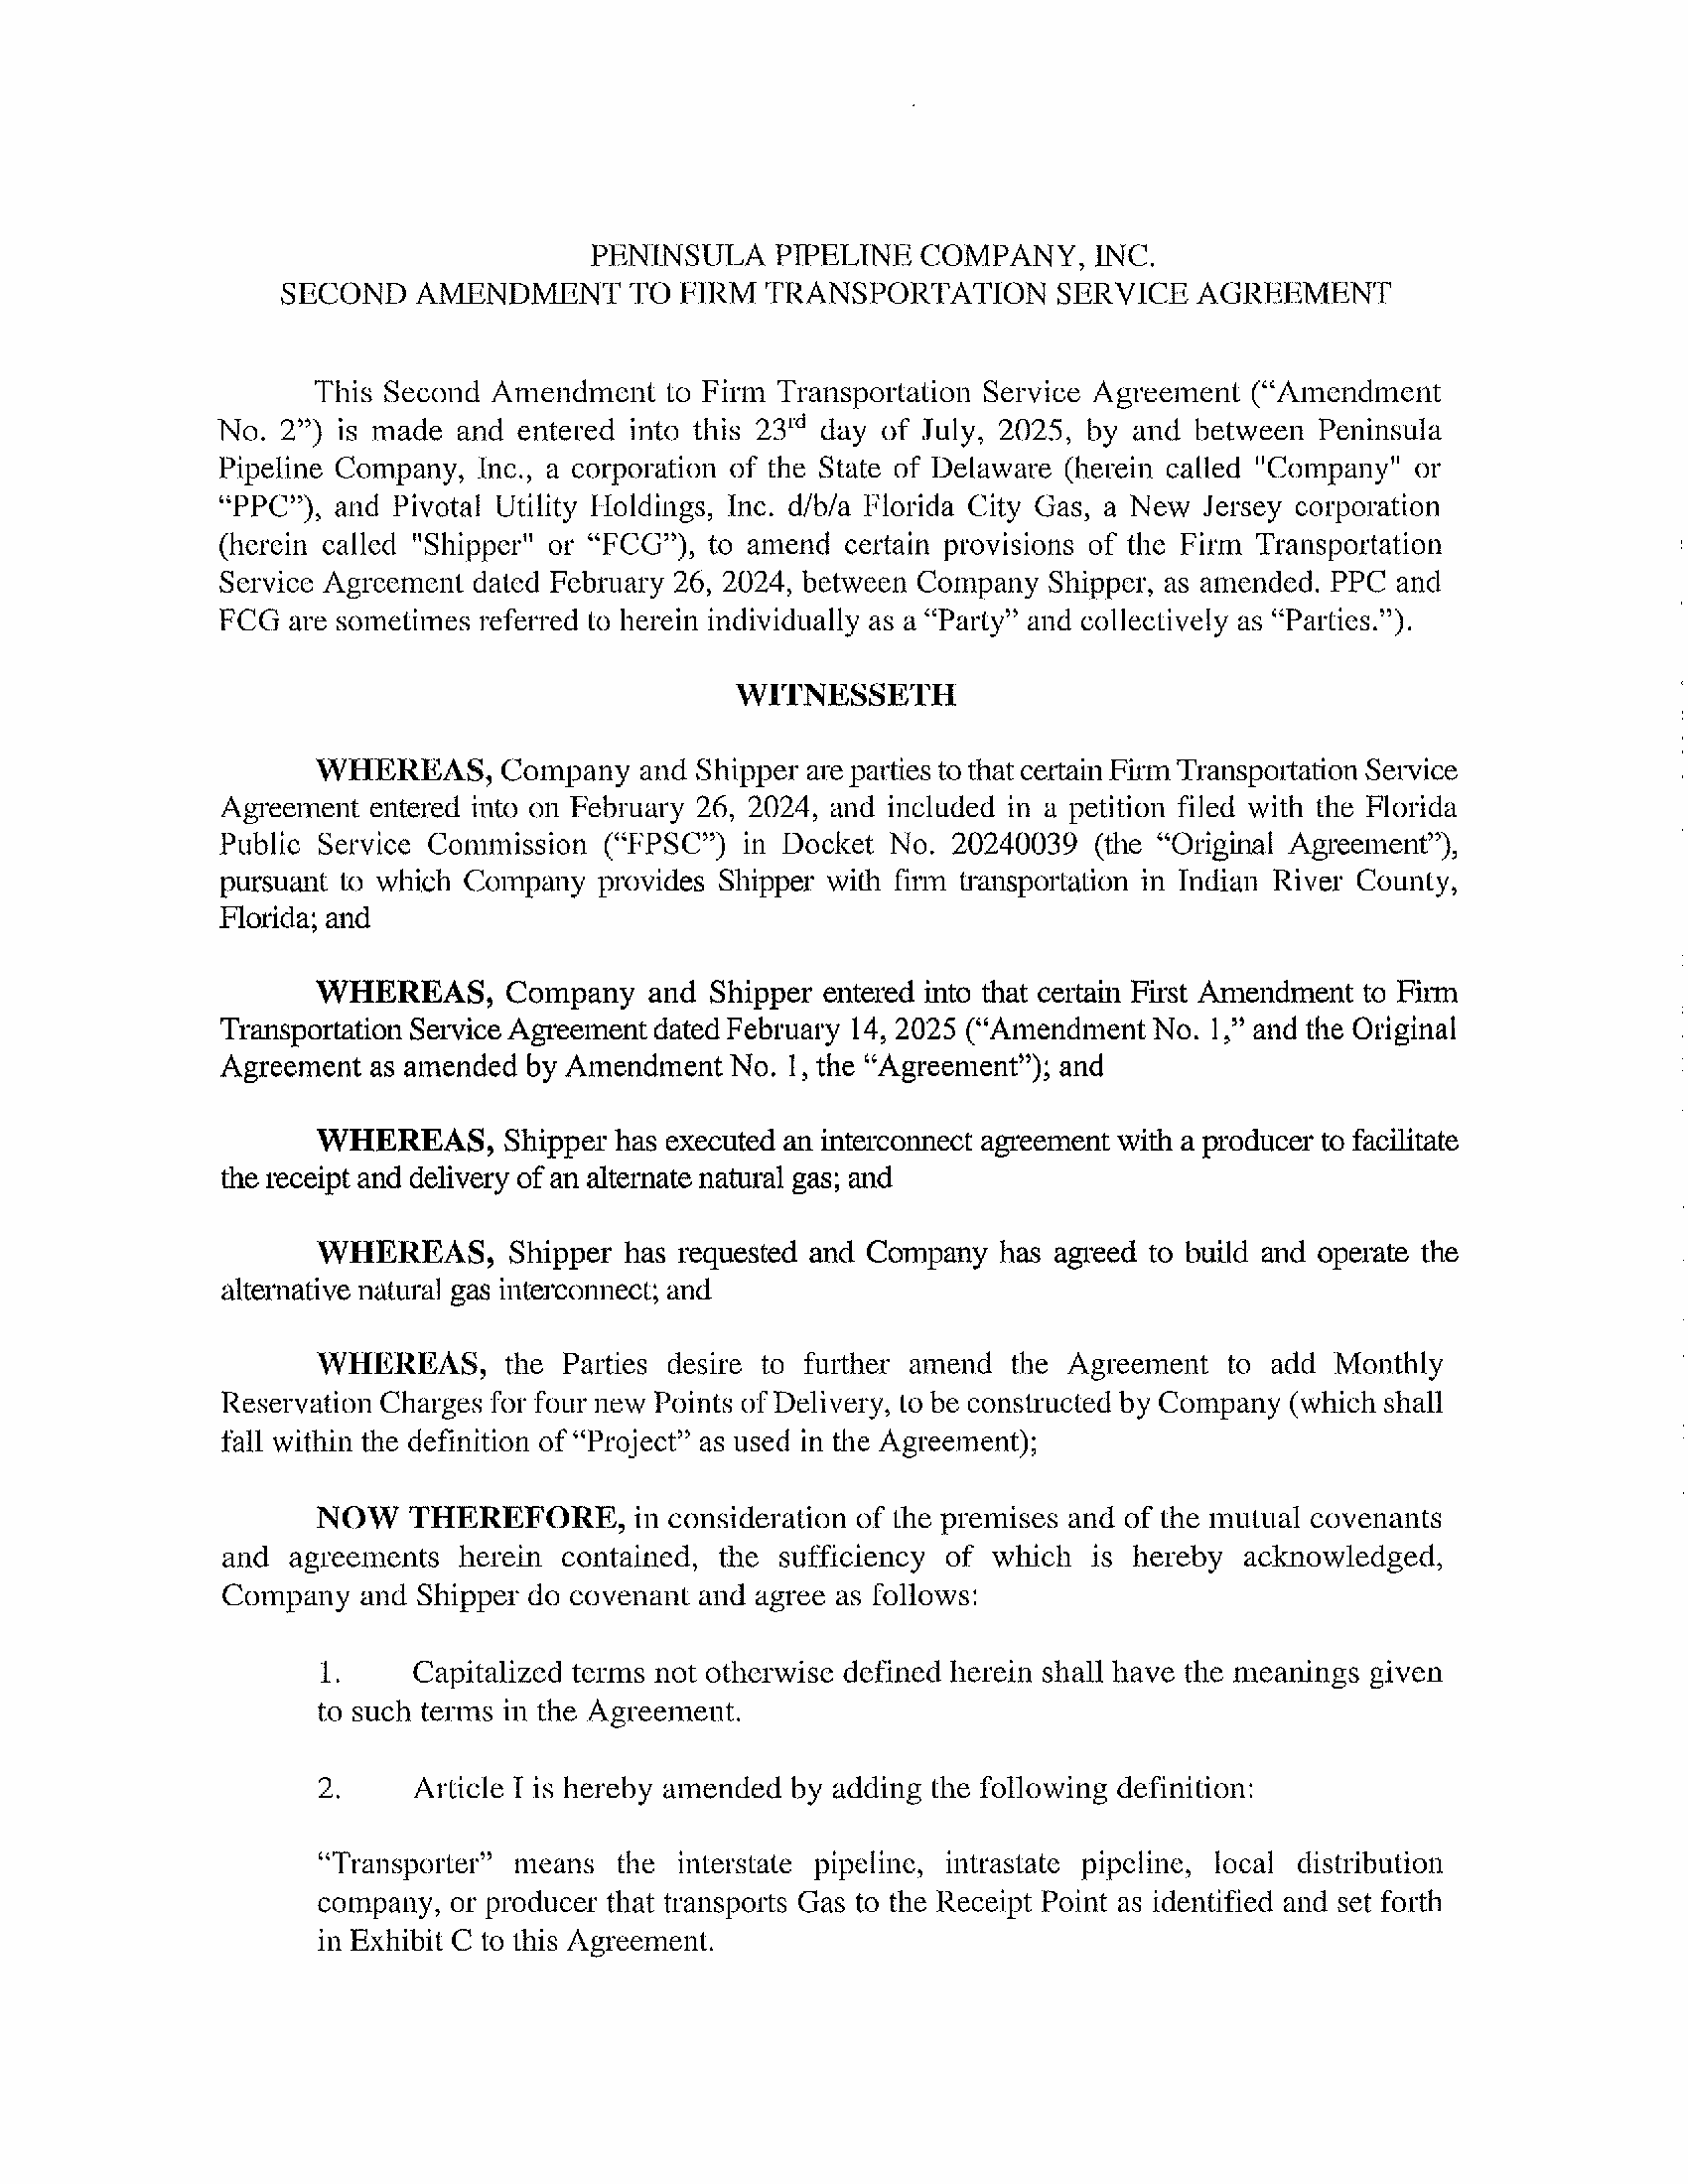 PENINSULA PIPELINE COMPANY, INC.
SECOND AMENDMENT TO FIRM TRANSPORTATION SERVICE AGREEMENT
This Second Amendment to Firm Transportation Service Agreement (“Amendment
No. 2”) is made and entered into this 23rd day of July, 2025, by and between Peninsula
Pipeline Company, Inc., a corporation of the State of Delaware (herein called "Company" or
“PPC”), and Pivotal Utility Holdings, Inc. d/b/a Florida City Gas, a New Jersey corporation
(herein called "Shipper" or “FCG”), to amend certain provisions of the Firm Transportation
Service Agreement dated February 26, 2024, between Company Shipper, as amended. PPC and
FCG are sometimes referred to herein individually as a “Party” and collectively as “Parties.”).
WITNESSETH
WHEREAS, Company and Shipper are parties to that certain Firm Transportation Service
Agreement entered into on February 26, 2024, and included in a petition filed with the Florida
Public Service Commission (“FPSC”) in Docket No. 20240039 (the “Original Agreement”),
pursuant to which Company provides Shipper with firm transportation in Indian River County,
Florida; and
WHEREAS, Company and Shipper entered into that certain First Amendment to Firm
Transportation Service Agreement dated February 14, 2025 (“Amendment No. 1,” and the Original
Agreement as amended by Amendment No. 1, the “Agreement”); and
WHEREAS, Shipper has executed an interconnect agreement with a producer to facilitate
the receipt and delivery of an alternate natural gas; and
WHEREAS, Shipper has requested and Company has agreed to build and operate the
alternative natural gas interconnect; and
WHEREAS, the Parties desire to further amend the Agreement to add Monthly
Reservation Charges for four new Points of Delivery, to be constructed by Company (which shall
fall within the definition of “Project” as used in the Agreement);
NOW THEREFORE, in consideration of the premises and of the mutual covenants
and agreements herein contained, the sufficiency of which is hereby acknowledged,
Company and Shipper do covenant and agree as follows:
1. Capitalized terms not otherwise defined herein shall have the meanings given
to such terms in the Agreement.
2. Article I is hereby amended by adding the following definition:
“Transporter” means the interstate pipeline, intrastate pipeline, local distribution
company, or producer that transports Gas to the Receipt Point as identified and set forth
in Exhibit C to this Agreement.